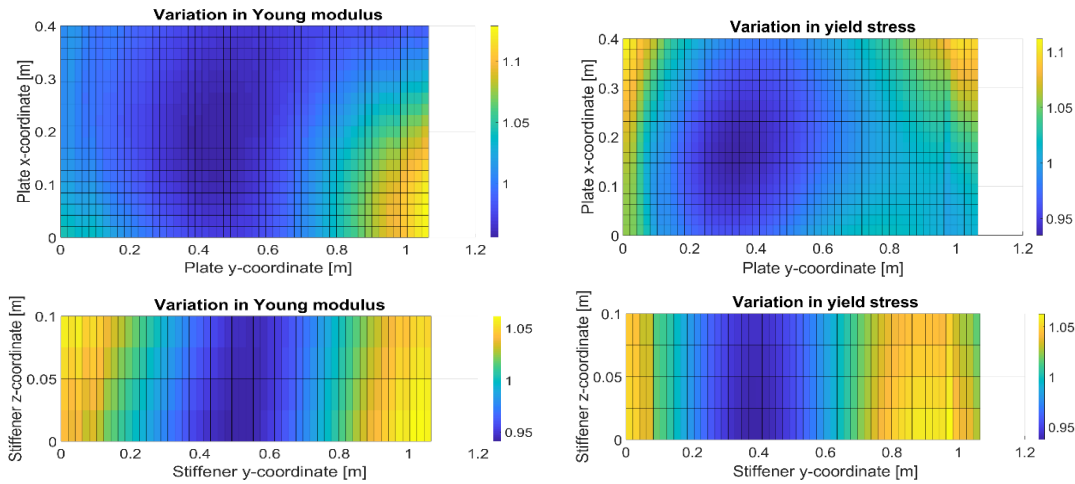 Variation in Young modulus
Plate x-coordinate [m]
0.4
0.3
0.2
0.1
0
0 0.2 0.4 0.6 0.8 1 1.2
Plate y-coordinate [m]
1.1
1.05
1
Variation in yield stress
Plate x-coordinate [m]
0.4
0.3
0.2
0.1
0
0 0.2 0.4 0.6 0.8 1 1.2
Plate y-coordinate [m]
1.1
1.05
1
0.95
Variation in Young modulus
Stiffener z-coordinate [m]
0.1
0.05
0
0 0.2 0.4 0.6 0.8 1 1.2
Stiffener y-coordinate [m]
1.05
1
0.95
Variation in yield stress
Stiffener z-coordinate [m]
0.1
0.05
0
0 0.2 0.4 0.6 0.8 1 1.2
Stiffener y-coordinate [m]
1.05
1
0.95